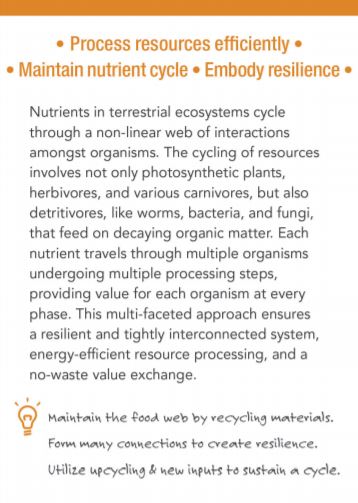 • Process resources efficiently •
• Maintain nutrient cycle • Embody resilience •
Nutrients in terrestrial ecosystems cycle
through a non-linear web of interactions
amongst organisms. The cycling of resources
involves not only photosynthetic plants,
herbivores, and various carnivores, but also
detritivores, like worms, bacteria, and fungi,
that feed on decaying organic matter. Each
nutrient travels through multiple organisms
undergoing multiple processing steps,
providing value for each organism at every
phase. This multi-faceted approach ensures
a resilient and tightly interconnected system,
energy-efficient resource processing, and a
no-waste value exchange.
Maintain the food web by recycling materials.
Form many connections to create resilience.
Utilize upcycling & new inputs to sustain a cycle.